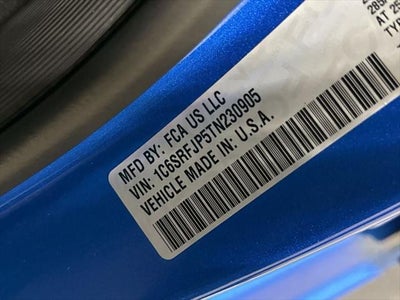 MFD BY: FCA US LLC
VIN: 1C6SRFJP5TN230905
VEHICLE MADE IN: U.S.A.